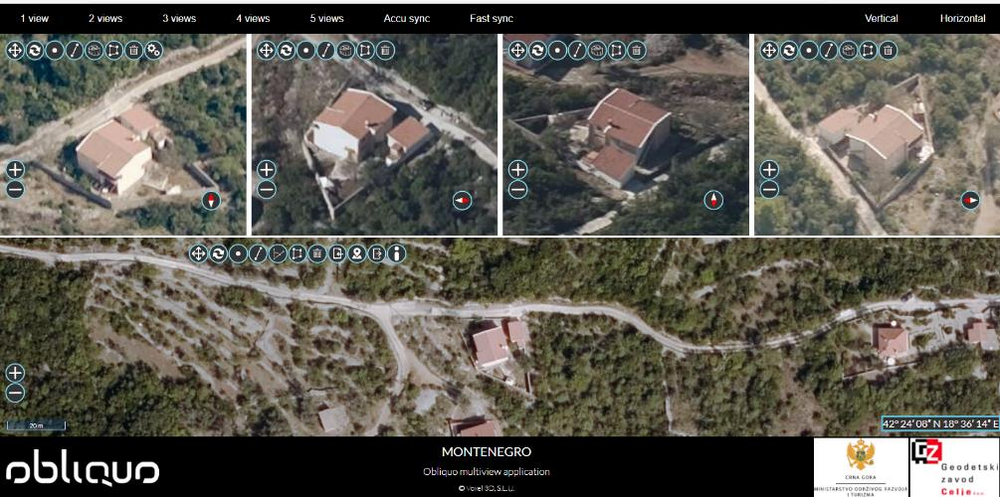 1 view 2 views 3 views 4 views 5 views Accu sync Fast sync Vertical Horizontal
20 m
42° 24′ 08″ N 18° 36′ 14″ E
obliquo
MONTENEGRO
Obliquo multiview application
© Voxel 3D, S.L.U.
CRNA GORA
MINISTARSTVO ODRŽIVOG RAZVOJA
I TURIZMA
GZ
Geodetski
zavod
Celje d.o.o.